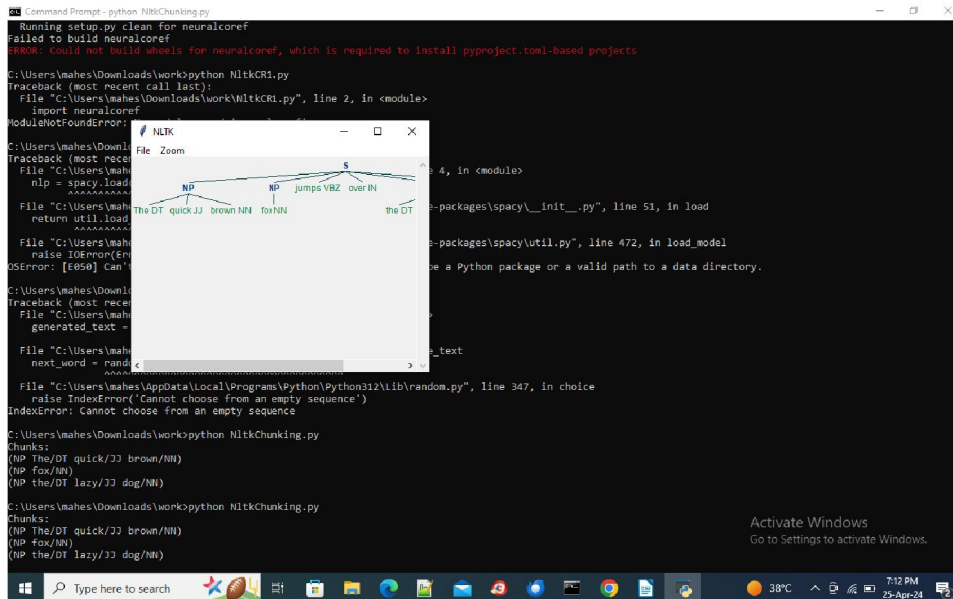 Command Prompt - python NltkChunking.py
Running setup.py clean for neuralcoref
Failed to build neuralcoref
ERROR: Could not build wheels for neuralcoref, which is required to install pyproject.toml-based projects
C:\Users\mahes\Downloads\work>python NltkCR1.py
Traceback (most recent call last):
File "C:\Users\mahes\Downloads\work\NltkCR1.py", line 2, in <module>
import neuralcoref
ModuleNotFoundError:
NLTK
File Zoom
S
NP NP jumps VBZ over IN
The DT quick JJ brown NN fox NN the DT
C:\Users\mahes\Downl
Traceback (most recen
File "C:\Users\mahe e 4, in <module>
nlp = spacy.load(
^^^^^^^^^^
File "C:\Users\mahe e-packages\spacy\__init__.py", line 51, in load
return util.load
^^^^^^^^^
File "C:\Users\mahe e-packages\spacy\util.py", line 472, in load_model
raise IOError(Err
OSError: [E050] Can't be a Python package or a valid path to a data directory.
C:\Users\mahes\Downl
Traceback (most recen
File "C:\Users\mahe >
generated_text =
File "C:\Users\mahe e_text
next_word = rand
File "C:\Users\mahes\AppData\Local\Programs\Python\Python312\Lib\random.py", line 347, in choice
raise IndexError('Cannot choose from an empty sequence')
IndexError: Cannot choose from an empty sequence
C:\Users\mahes\Downloads\work>python NltkChunking.py
Chunks:
(NP The/DT quick/JJ brown/NN)
(NP fox/NN)
(NP the/DT lazy/JJ dog/NN)
C:\Users\mahes\Downloads\work>python NltkChunking.py
Chunks:
(NP The/DT quick/JJ brown/NN)
(NP fox/NN)
(NP the/DT lazy/JJ dog/NN)
Activate Windows
Go to Settings to activate Windows.
Type here to search
38°C
7:12 PM
25-Apr-24